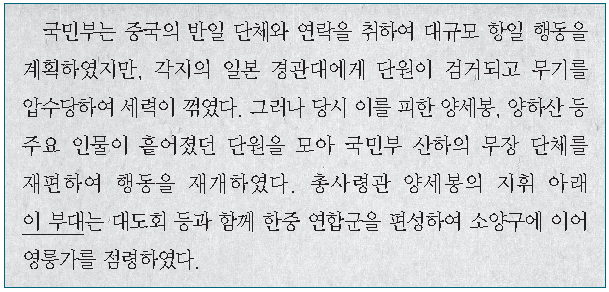 국민부는 중국의 반일 단체와 연락을 취하여 대규모 항일 행동을
계획하였지만, 각지의 일본 경관대에게 단원이 검거되고 무기를
압수당하여 세력이 꺾였다. 그러나 당시 이를 피한 양세봉, 양하산 등
주요 인물이 흩어졌던 단원을 모아 국민부 산하의 무장 단체를
재편하여 행동을 재개하였다. 총사령관 양세봉의 지휘 아래
이 부대는 대도회 등과 함께 한중 연합군을 편성하여 소양구에 이어
영릉가를 점령하였다.